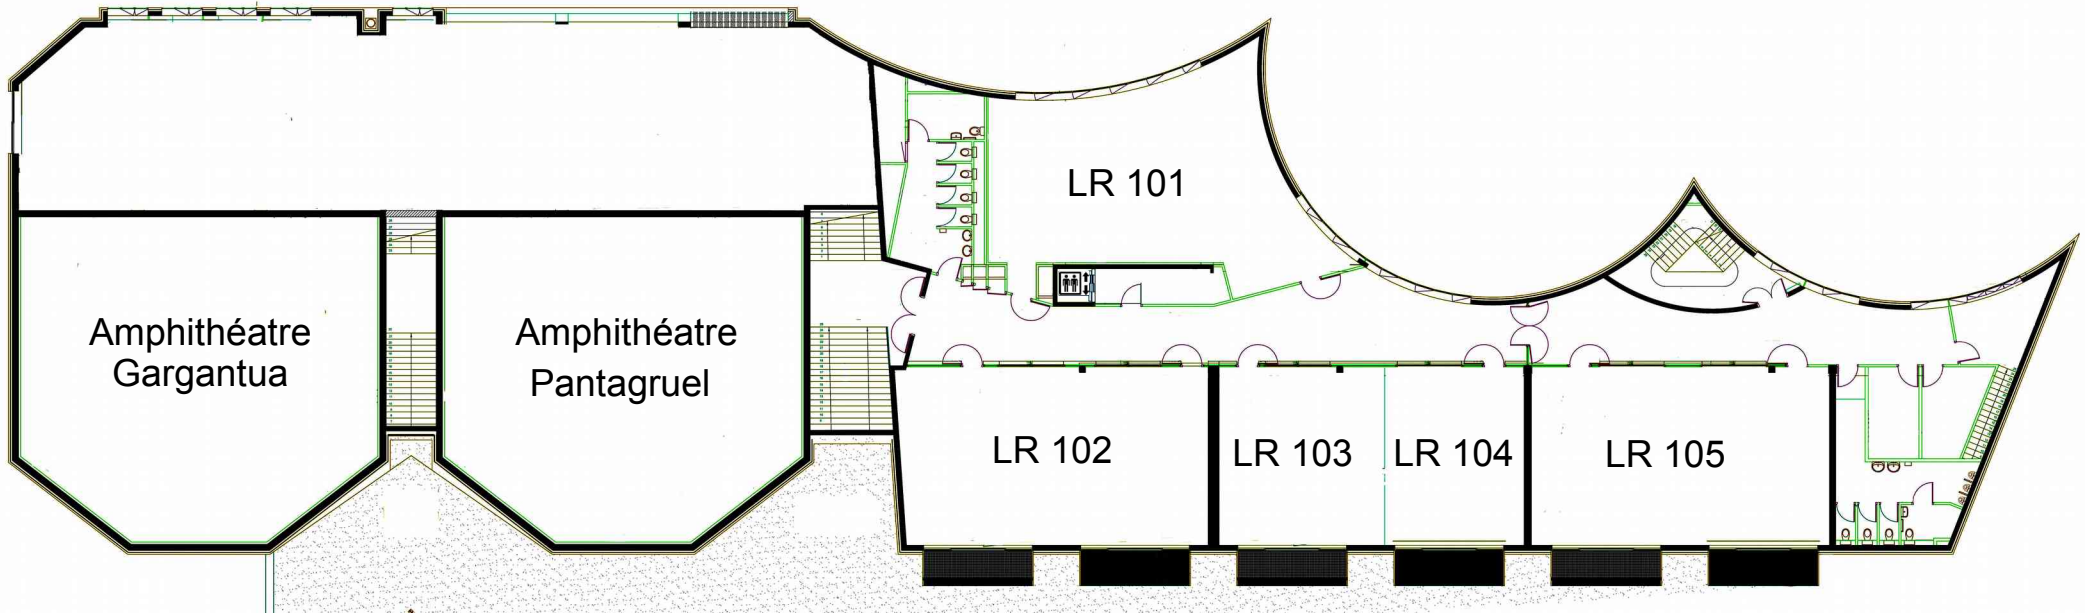 LR 101
Amphithéatre
Gargantua
Amphithéatre
Pantagruel
LR 102
LR 103
LR 104
LR 105